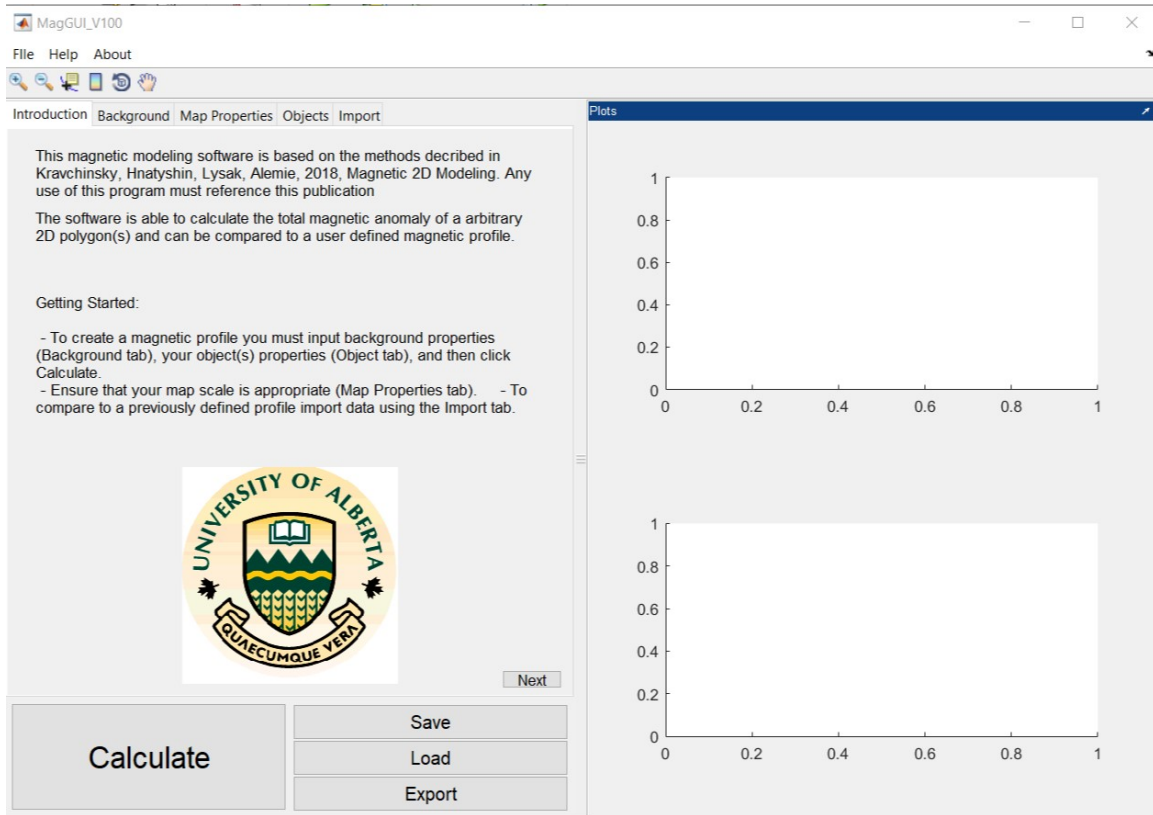 MagGUI_V100
FIle Help About
Introduction Background Map Properties Objects Import
This magnetic modeling software is based on the methods decribed in
Kravchinsky, Hnatyshin, Lysak, Alemie, 2018, Magnetic 2D Modeling. Any
use of this program must reference this publication
The software is able to calculate the total magnetic anomaly of a arbitrary
2D polygon(s) and can be compared to a user defined magnetic profile.
Getting Started:
- To create a magnetic profile you must input background properties
(Background tab), your object(s) properties (Object tab), and then click
Calculate.
- Ensure that your map scale is appropriate (Map Properties tab). - To
compare to a previously defined profile import data using the Import tab.
UNIVERSITY OF ALBERTA
QUAECUMQUE VERA
Next
Calculate
Save
Load
Export
Plots
1
0.8
0.6
0.4
0.2
0
0 0.2 0.4 0.6 0.8 1
1
0.8
0.6
0.4
0.2
0
0 0.2 0.4 0.6 0.8 1